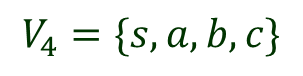 V₄ = {s, a, b, c}